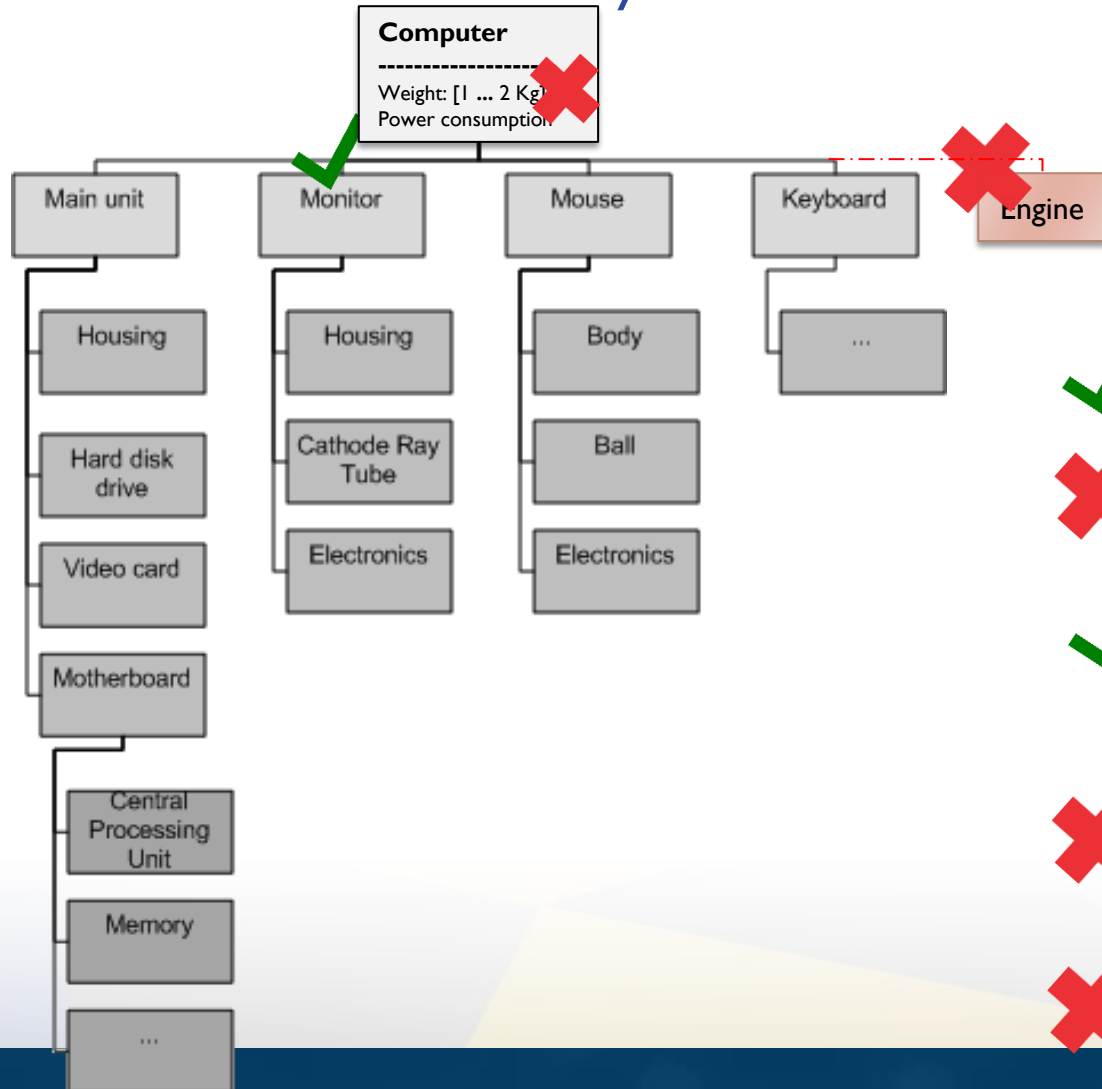 Computer
--------------------
Weight: [1 ... 2 Kg]
Power consumption
Main unit
Monitor
Mouse
Keyboard
Engine
Housing
Housing
Body
...
Hard disk
drive
Cathode Ray
Tube
Ball
Video card
Electronics
Electronics
Motherboard
Central
Processing
Unit
Memory
...